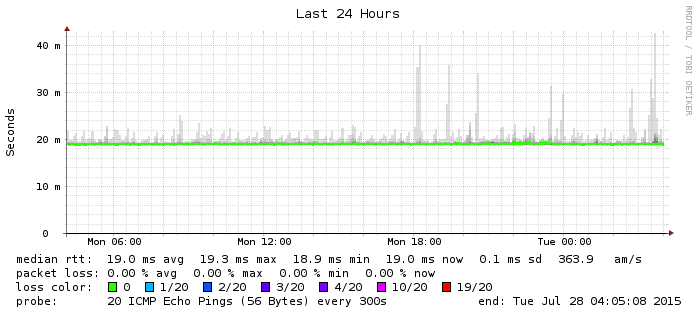 Last 24 Hours
RRDTOOL / TOBI OETIKER
Seconds
40 m
30 m
20 m
10 m
0
Mon 06:00 Mon 12:00 Mon 18:00 Tue 00:00
median rtt: 19.0 ms avg 19.3 ms max 18.9 ms min 19.0 ms now 0.1 ms sd 363.9 am/s
packet loss: 0.00 % avg 0.00 % max 0.00 % min 0.00 % now
loss color: 0 1/20 2/20 3/20 4/20 10/20 19/20
probe: 20 ICMP Echo Pings (56 Bytes) every 300s end: Tue Jul 28 04:05:08 2015